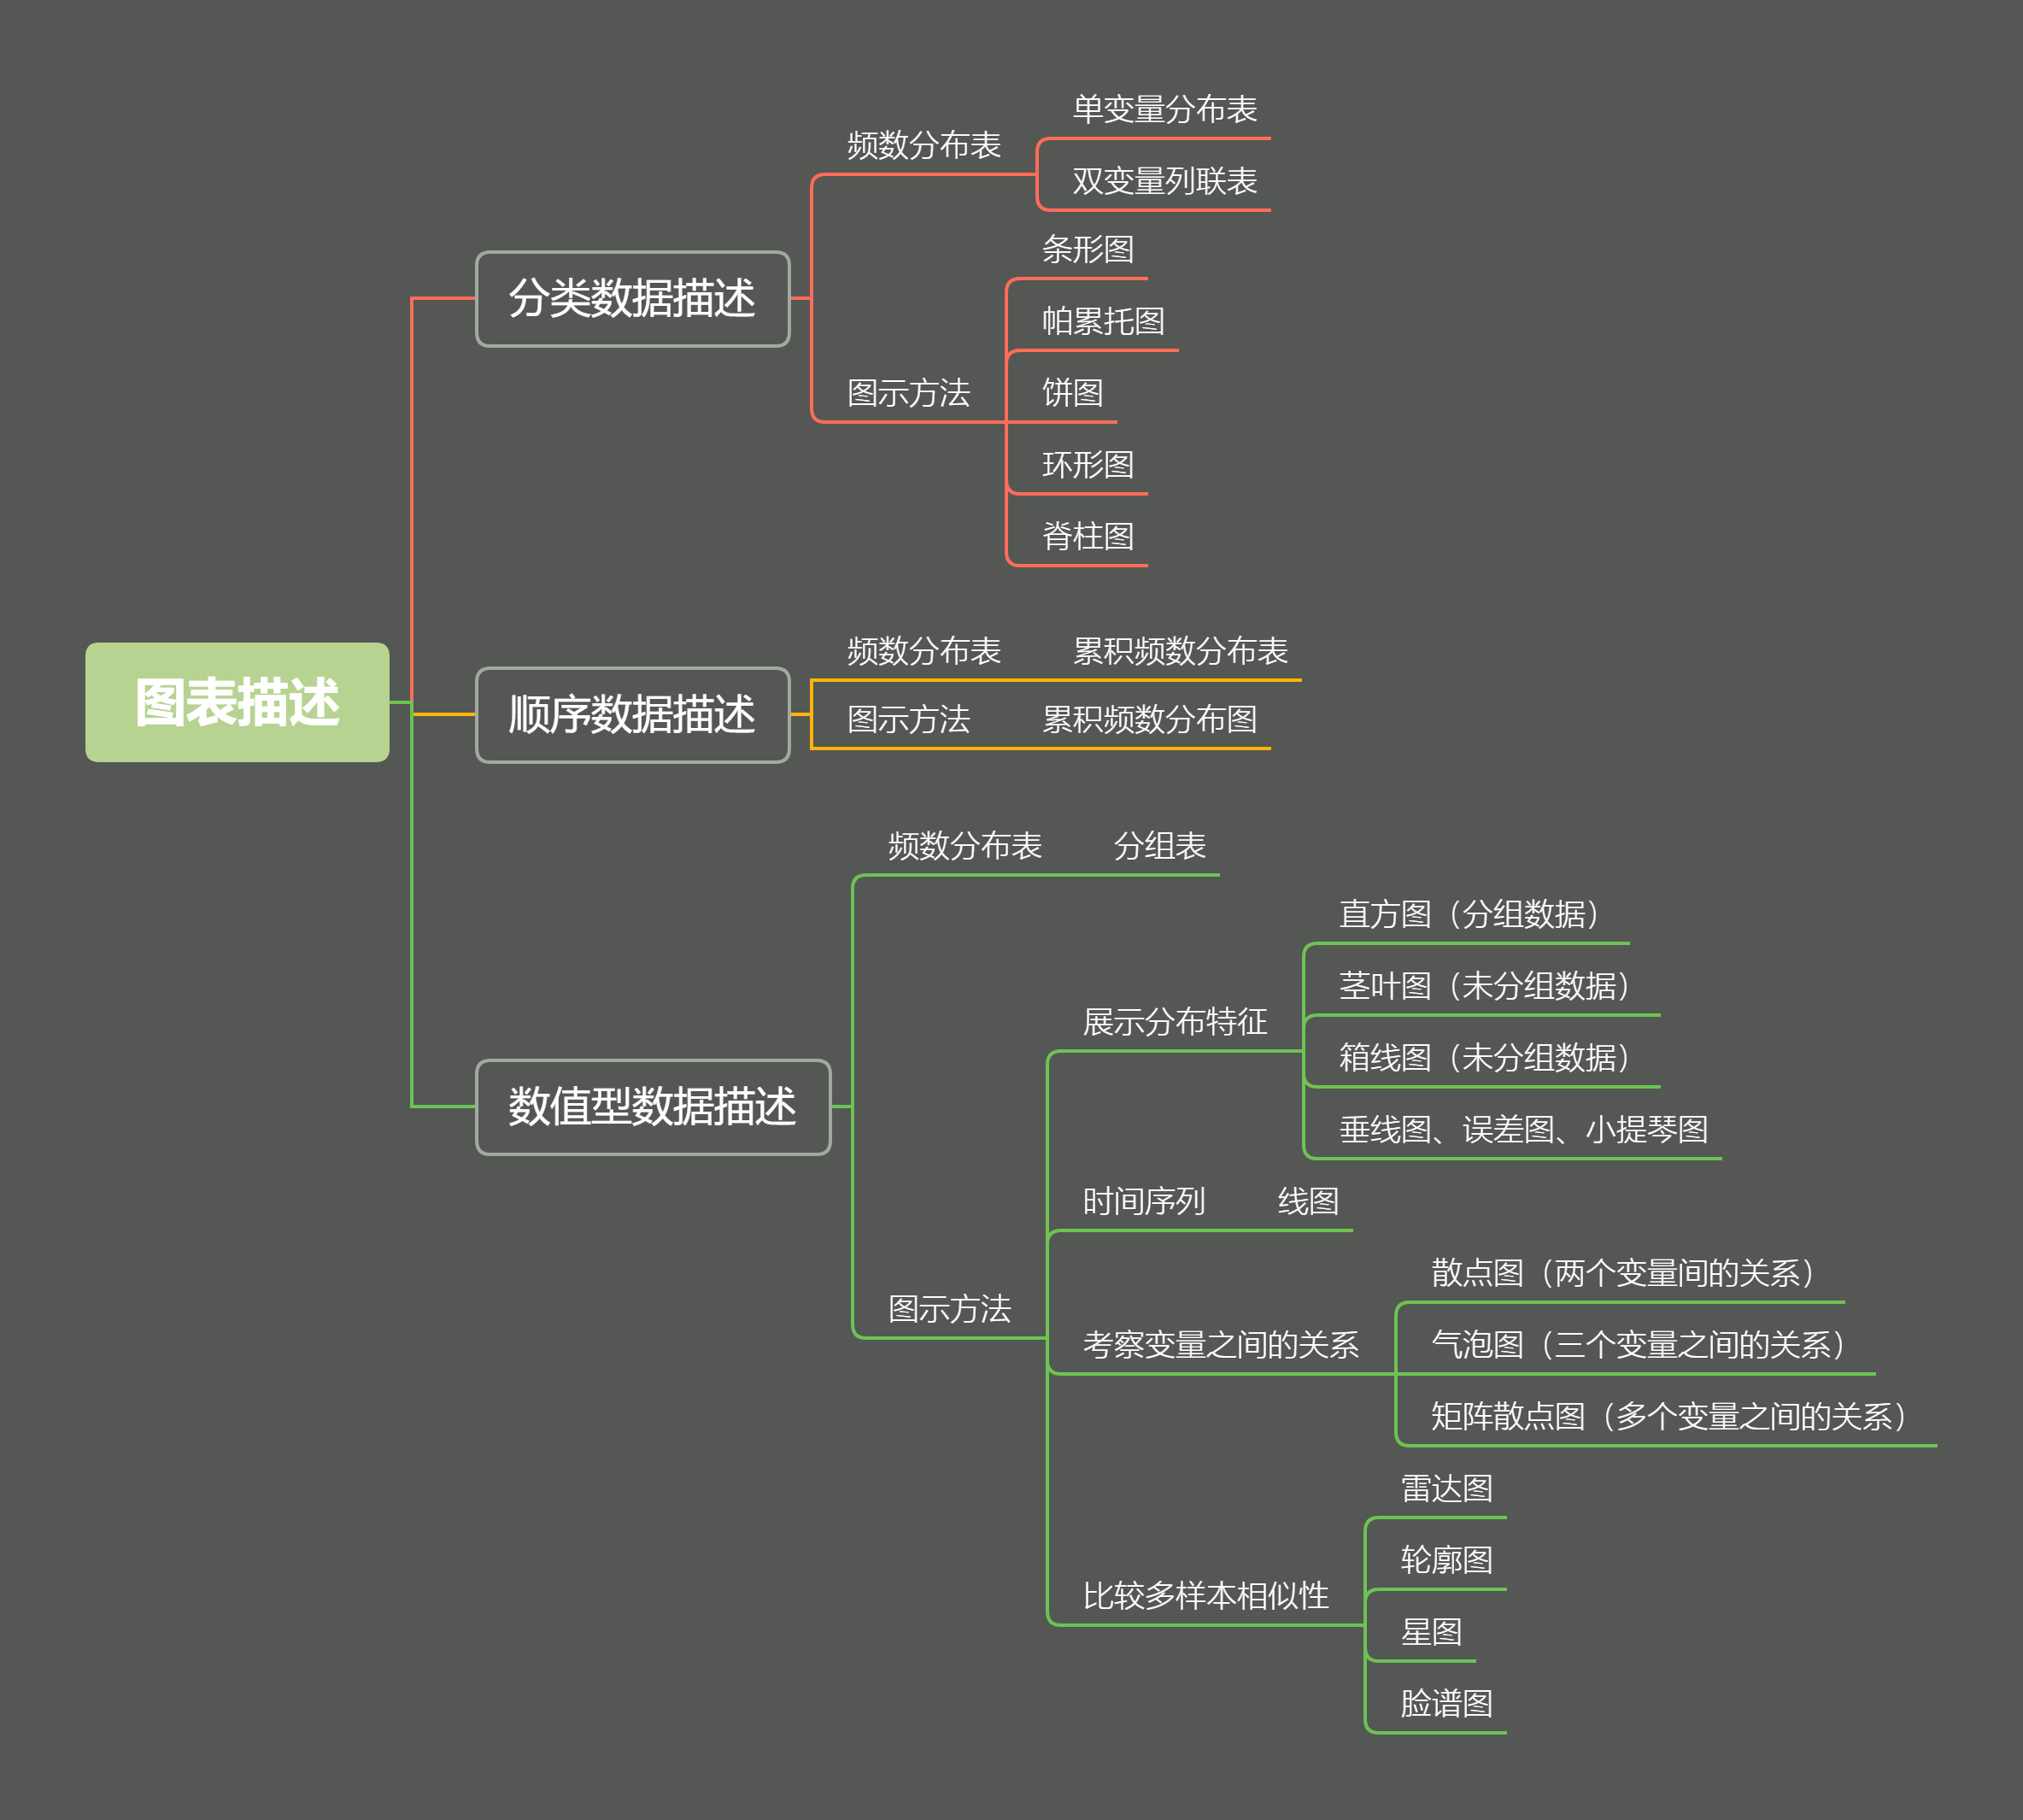 图表描述
分类数据描述
频数分布表
单变量分布表
双变量列联表
图示方法
条形图
帕累托图
饼图
环形图
脊柱图
顺序数据描述
频数分布表
累积频数分布表
图示方法
累积频数分布图
数值型数据描述
频数分布表
分组表
图示方法
展示分布特征
直方图（分组数据）
茎叶图（未分组数据）
箱线图（未分组数据）
垂线图、误差图、小提琴图
时间序列
线图
考察变量之间的关系
散点图（两个变量间的关系）
气泡图（三个变量之间的关系）
矩阵散点图（多个变量之间的关系）
比较多样本相似性
雷达图
轮廓图
星图
脸谱图